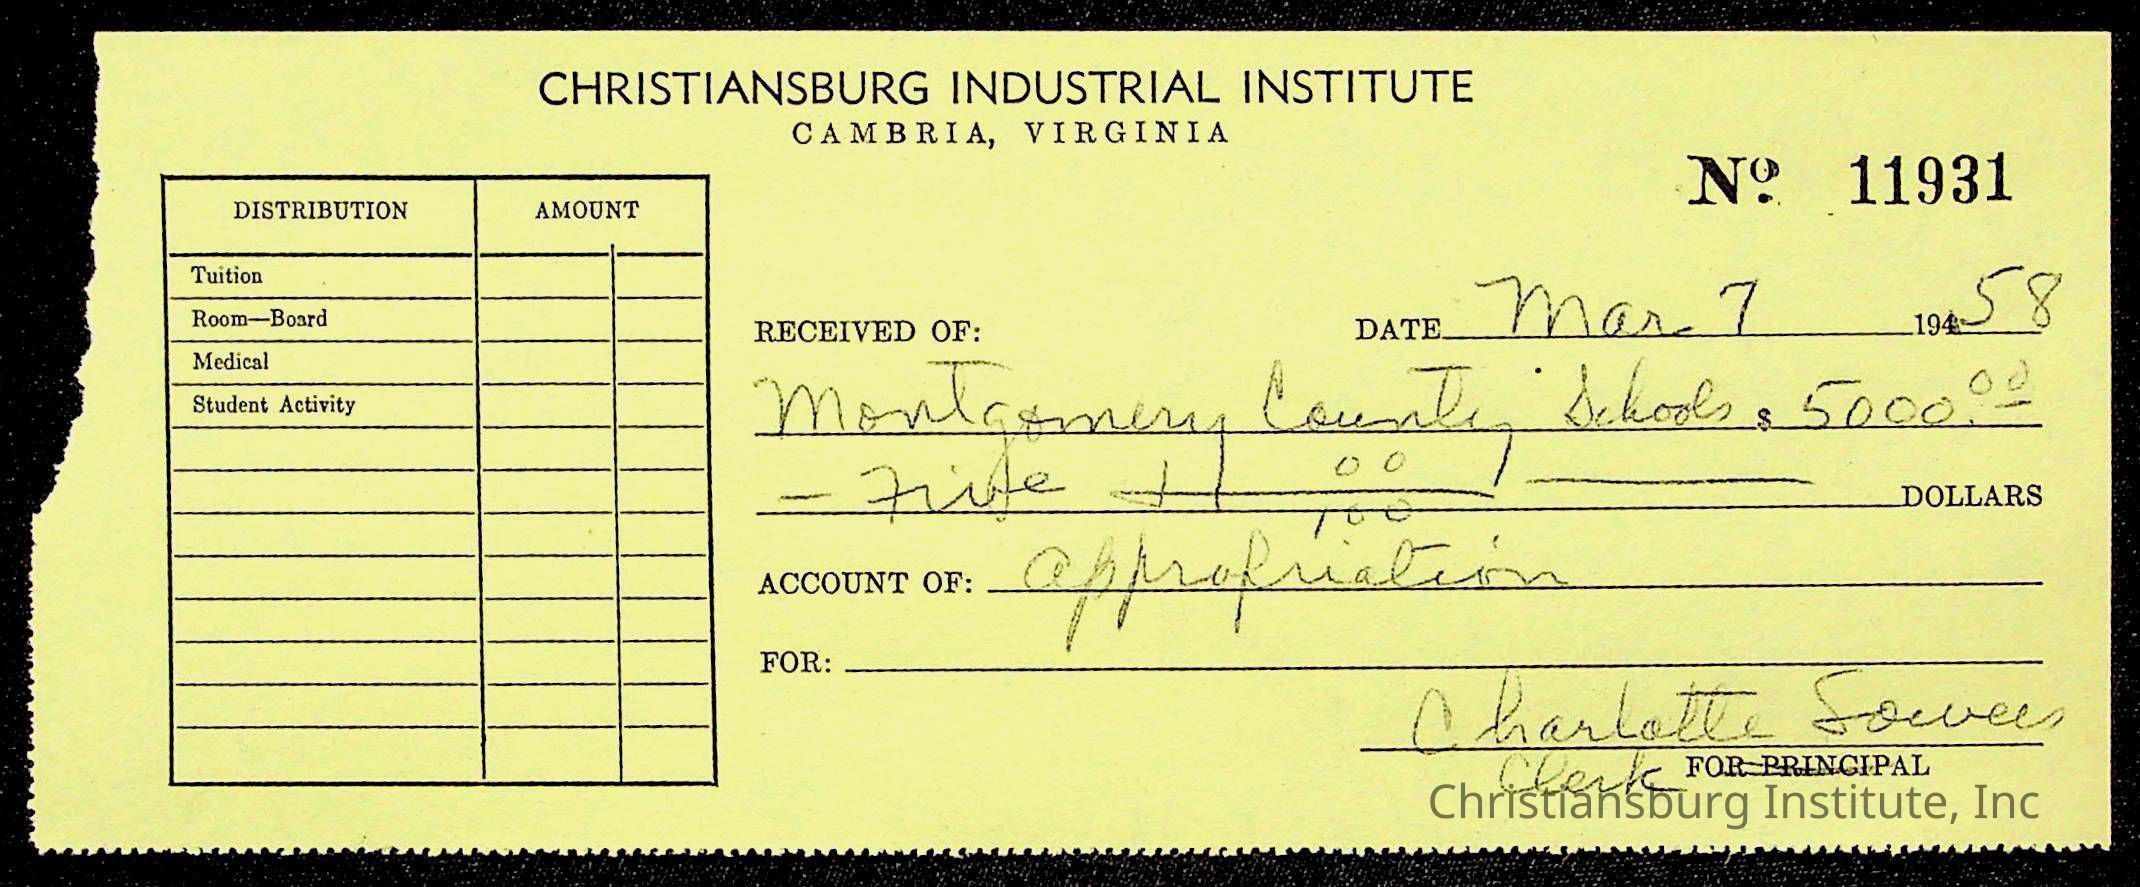 CHRISTIANSBURG INDUSTRIAL INSTITUTE
CAMBRIA, VIRGINIA
Nº 11931
DISTRIBUTION AMOUNT
Tuition
Room—Board
Medical
Student Activity
RECEIVED OF: DATE Mar 7 19458
Montgomery County Schools $ 5000.00
— Five + 00/100 — DOLLARS
ACCOUNT OF: Appropriation
FOR:
Charlotte Sowers
Clerk FOR PRINCIPAL
Christiansburg Institute, Inc